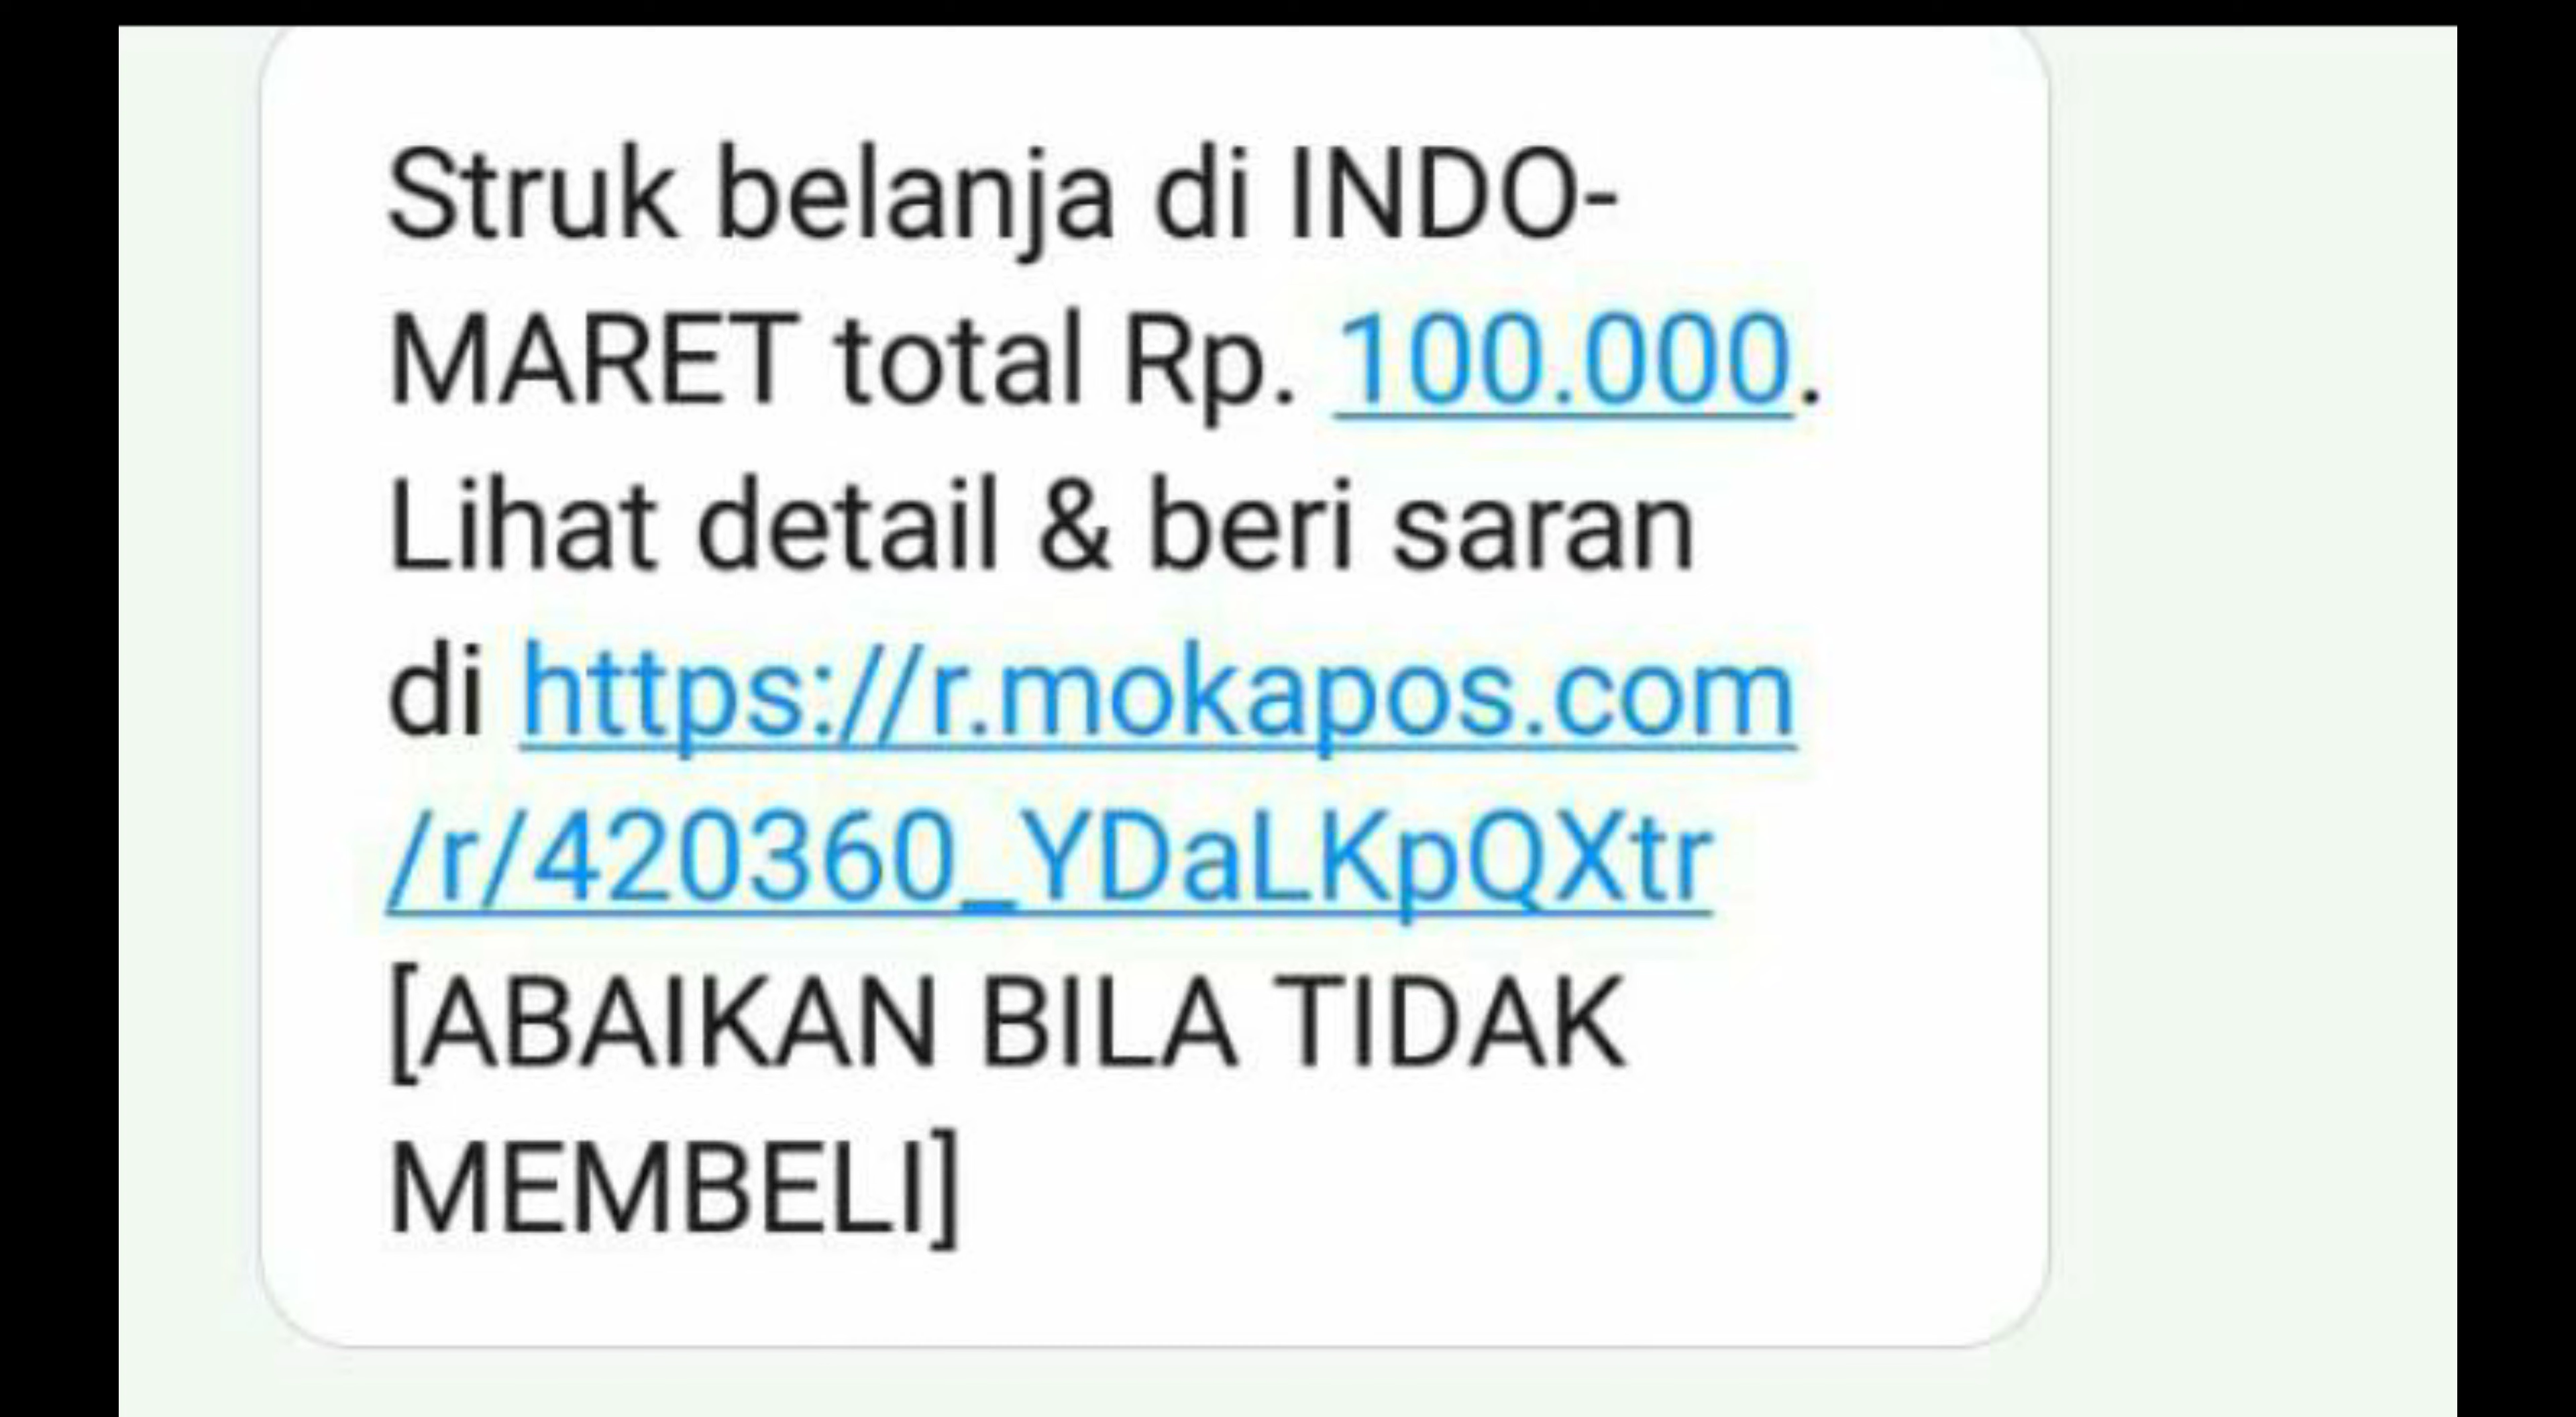 Struk belanja di INDO-
MARET total Rp. 100.000.
Lihat detail & beri saran
di https://r.mokapos.com
/r/420360_YDaLKpQXtr
[ABAIKAN BILA TIDAK
MEMBELI]